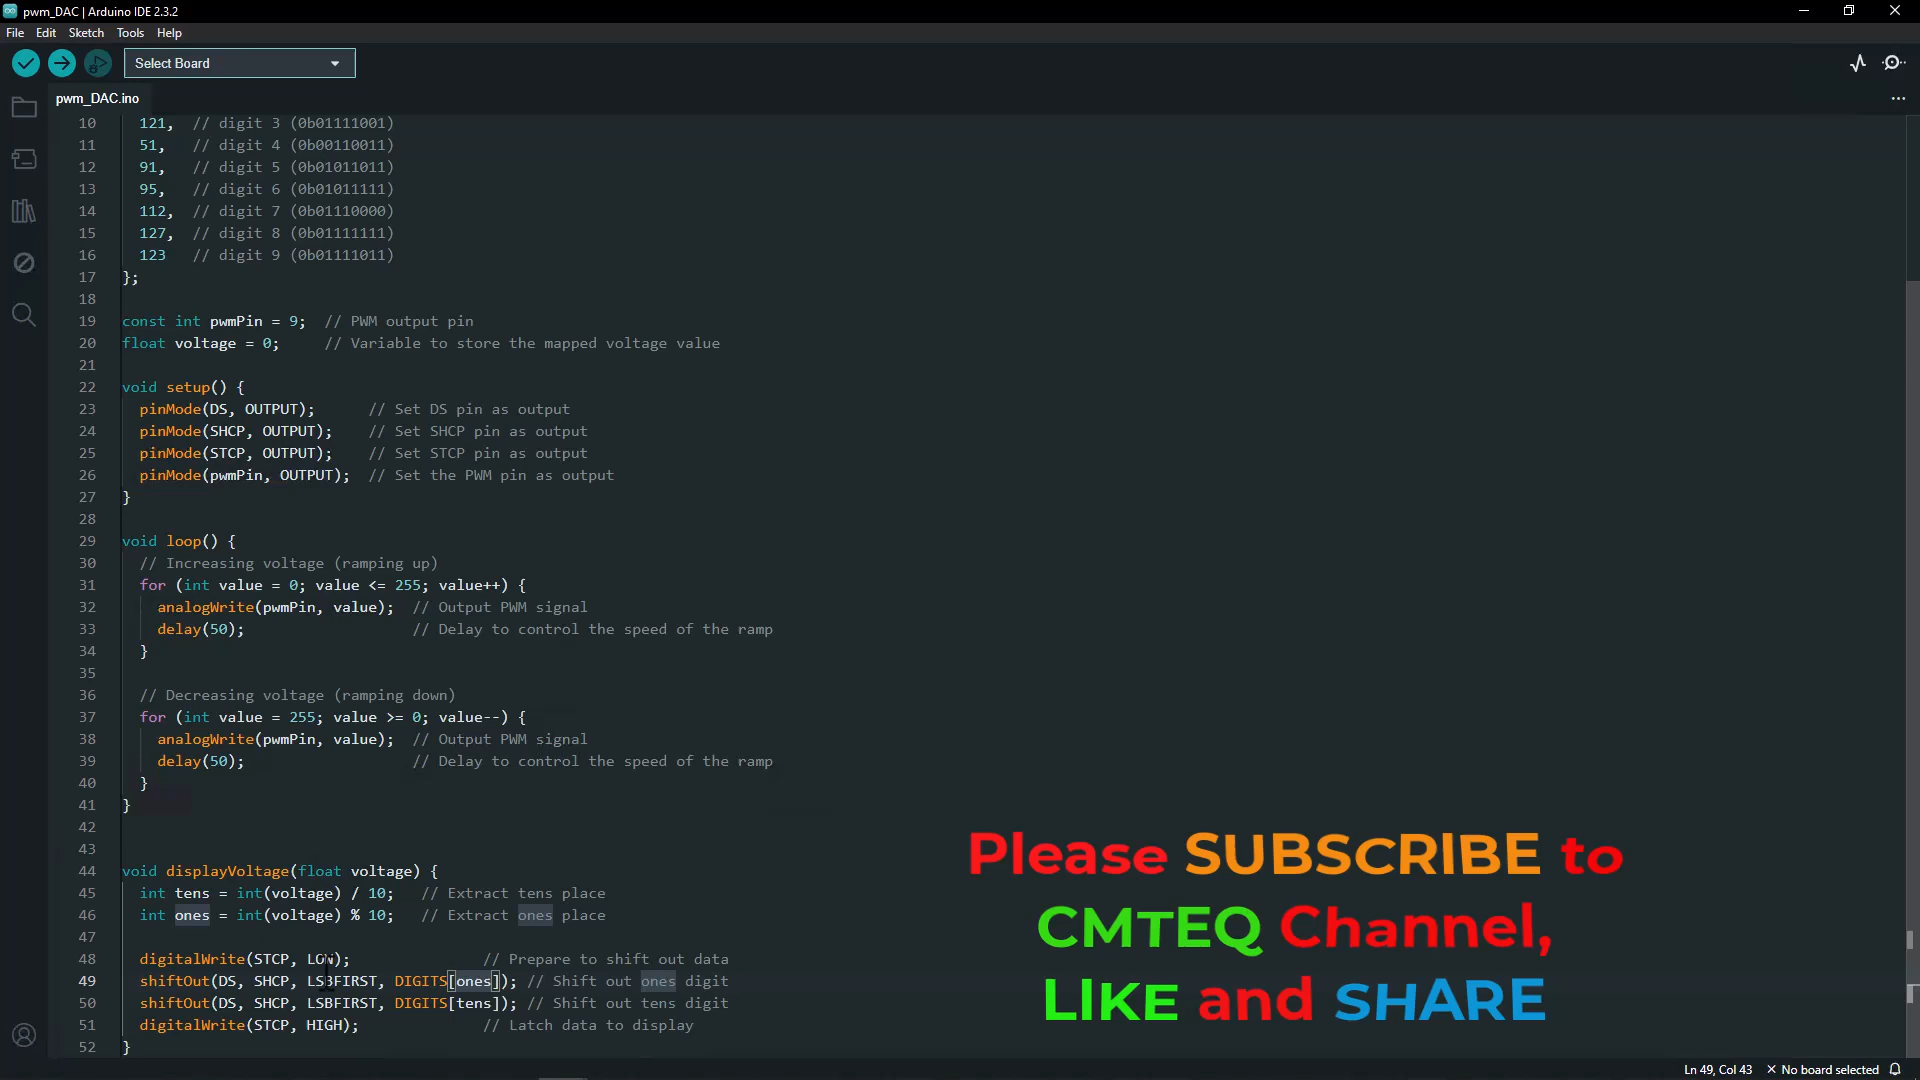 pwm_DAC | Arduino IDE 2.3.2
File Edit Sketch Tools Help
Select Board
pwm_DAC.ino
10 121, // digit 3 (0b01111001)
11 51, // digit 4 (0b00110011)
12 91, // digit 5 (0b01011011)
13 95, // digit 6 (0b01011111)
14 112, // digit 7 (0b01110000)
15 127, // digit 8 (0b01111111)
16 123 // digit 9 (0b01111011)
17 };
18
19 const int pwmPin = 9; // PWM output pin
20 float voltage = 0; // Variable to store the mapped voltage value
21
22 void setup() {
23 pinMode(DS, OUTPUT); // Set DS pin as output
24 pinMode(SHCP, OUTPUT); // Set SHCP pin as output
25 pinMode(STCP, OUTPUT); // Set STCP pin as output
26 pinMode(pwmPin, OUTPUT); // Set the PWM pin as output
27 }
28
29 void loop() {
30 // Increasing voltage (ramping up)
31 for (int value = 0; value <= 255; value++) {
32 analogWrite(pwmPin, value); // Output PWM signal
33 delay(50); // Delay to control the speed of the ramp
34 }
35
36 // Decreasing voltage (ramping down)
37 for (int value = 255; value >= 0; value--) {
38 analogWrite(pwmPin, value); // Output PWM signal
39 delay(50); // Delay to control the speed of the ramp
40 }
41 }
42
43
44 void displayVoltage(float voltage) {
45 int tens = int(voltage) / 10; // Extract tens place
46 int ones = int(voltage) % 10; // Extract ones place
47
48 digitalWrite(STCP, LOW); // Prepare to shift out data
49 shiftOut(DS, SHCP, LSBFIRST, DIGITS[ones]); // Shift out ones digit
50 shiftOut(DS, SHCP, LSBFIRST, DIGITS[tens]); // Shift out tens digit
51 digitalWrite(STCP, HIGH); // Latch data to display
52 }
Please SUBSCRIBE to
CMTEQ Channel,
LIKE and SHARE
Ln 49, Col 43 × No board selected